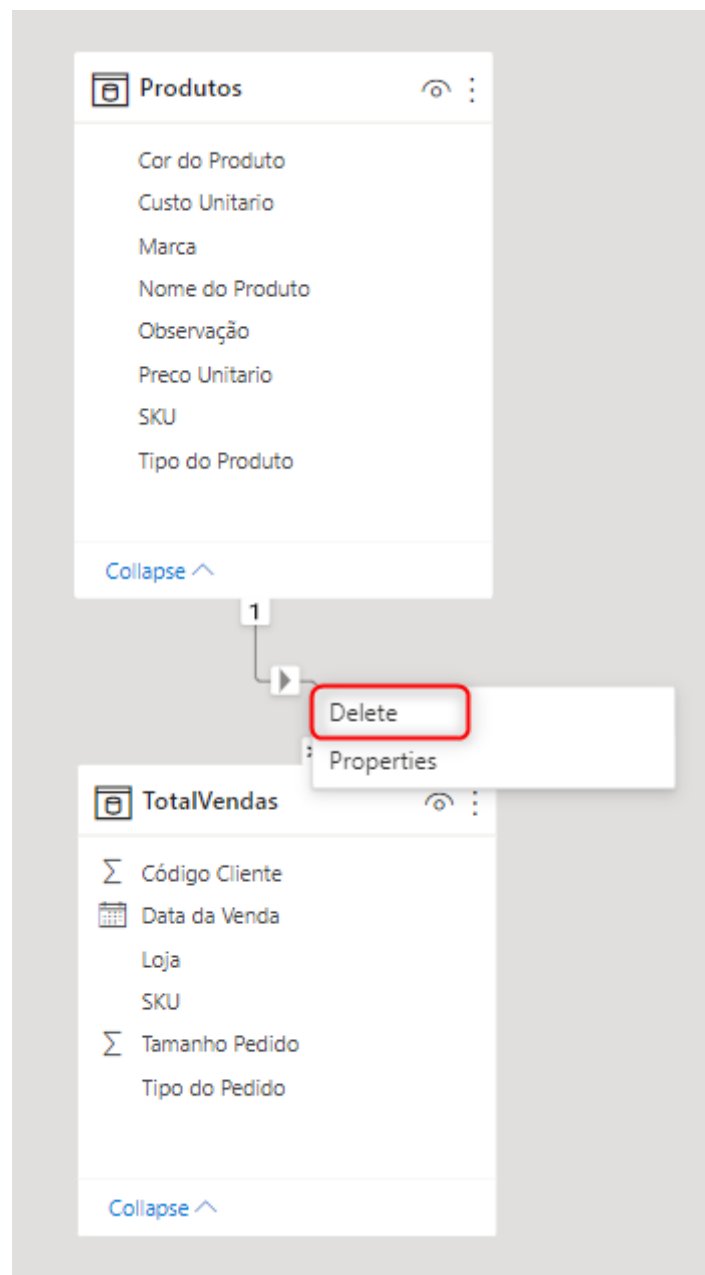 Produtos
Cor do Produto
Custo Unitario
Marca
Nome do Produto
Observação
Preco Unitario
SKU
Tipo do Produto
Collapse
1
Delete
Properties
TotalVendas
Código Cliente
Data da Venda
Loja
SKU
Tamanho Pedido
Tipo do Pedido
Collapse